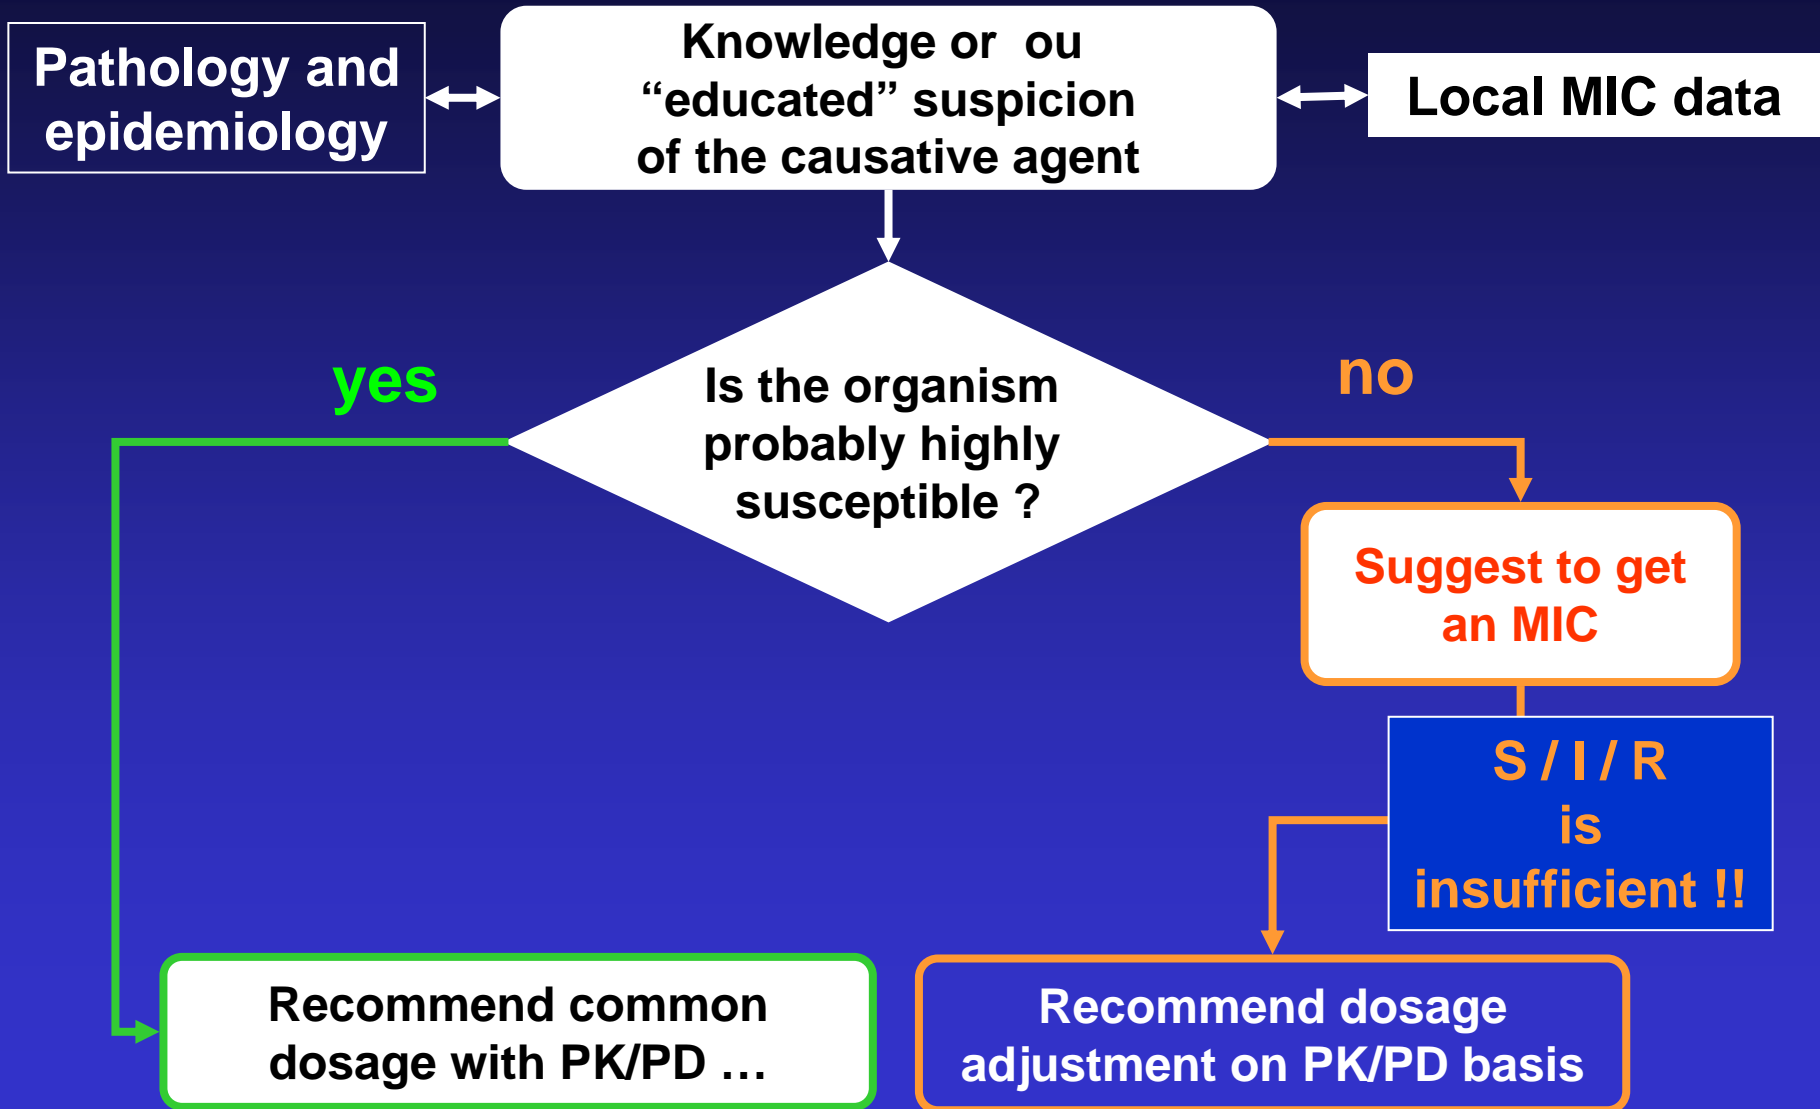 Pathology and
epidemiology
Knowledge or  ou
“educated” suspicion
of the causative agent
Local MIC data
yes
Is the organism
probably highly
susceptible ?
no
Suggest to get
an MIC
S / I / R
is
insufficient !!
Recommend common
dosage with PK/PD …
Recommend dosage
adjustment on PK/PD basis